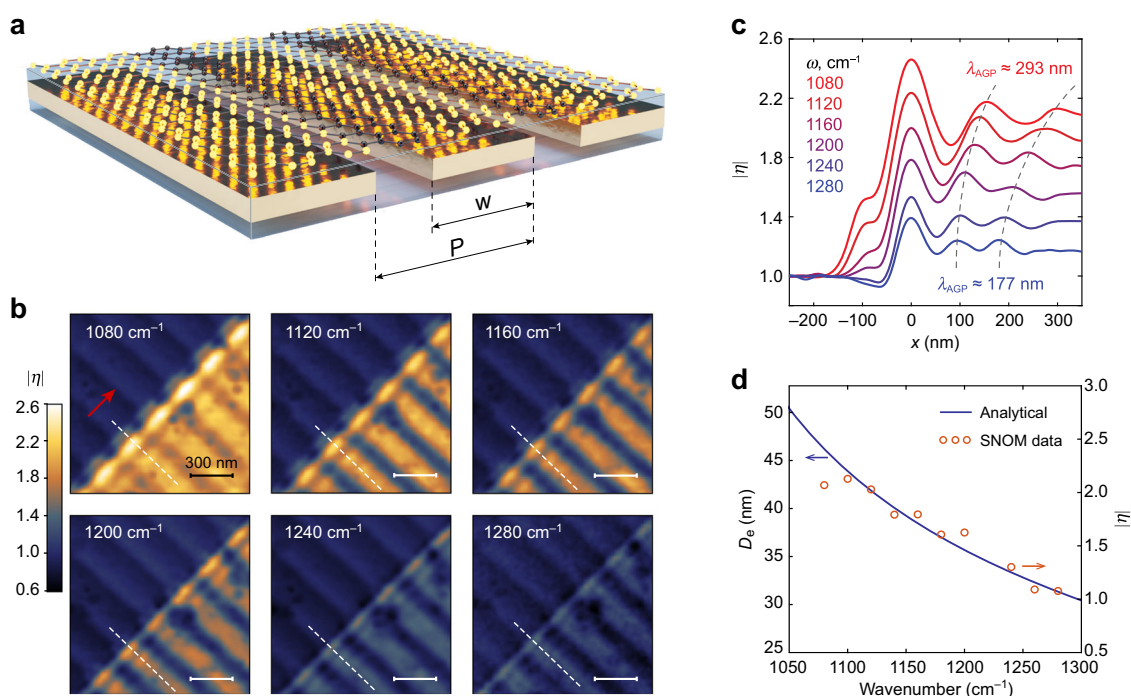 a
w
P
b
|η|
2.6
2.2
1.8
1.4
1.0
0.6
1080 cm⁻¹
300 nm
1120 cm⁻¹
1160 cm⁻¹
1200 cm⁻¹
1240 cm⁻¹
1280 cm⁻¹
c
|η|
2.6
2.2
1.8
1.4
1.0
ω, cm⁻¹
1080
1120
1160
1200
1240
1280
λAGP ≈ 293 nm
λAGP ≈ 177 nm
−200 −100 0 100 200 300
x (nm)
d
De (nm)
50
45
40
35
30
25
Analytical
SNOM data
3.0
2.5
2.0
1.5
1.0
0.5
|η|
1050 1100 1150 1200 1250 1300
Wavenumber (cm⁻¹)